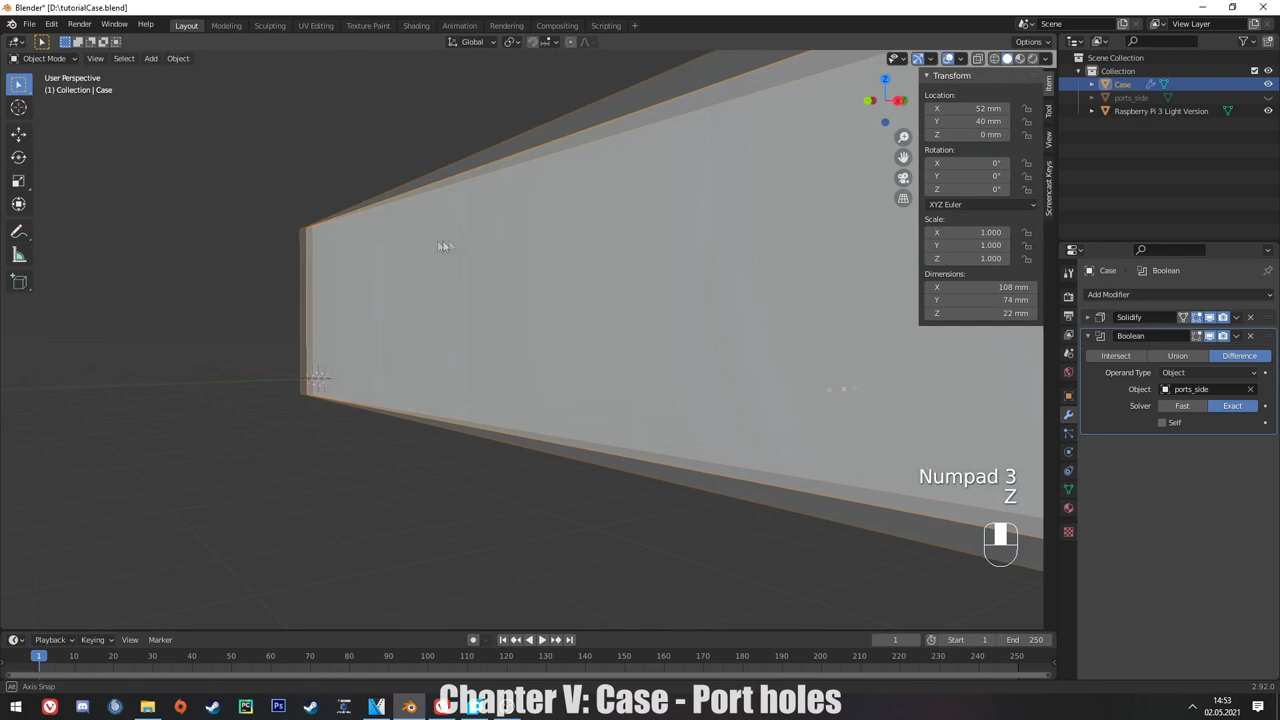 Blender* [D:\tutorialCase.blend]
File Edit Render Window Help Layout Modeling Sculpting UV Editing Texture Paint Shading Animation Rendering Compositing Scripting + Scene View Layer
Global Options
Object Mode View Select Add Object
User Perspective
(1) Collection | Case
Transform
Location:
X 52 mm
Y 40 mm
Z 0 mm
Rotation:
X 0°
Y 0°
Z 0°
XYZ Euler
Scale:
X 1.000
Y 1.000
Z 1.000
Dimensions:
X 108 mm
Y 74 mm
Z 22 mm
Item
Tool
View
Screencast Keys
Z
Scene Collection
Collection
Case
ports_side
Raspberry Pi 3 Light Version
Case Boolean
Add Modifier
Solidify
Boolean
Intersect Union Difference
Operand Type Object
Object ports_side
Solver Fast Exact
Self
Numpad 3
Z
Playback Keying View Marker 1 Start 1 End 250
1 10 20 30 40 50 60 70 80 90 100 110 120 130 140 150 160 170 180 190 200 210 220 230 240 250
Alt Axis Snap 2.92.0
Chapter V: Case - Port holes
14:53
02.05.2021